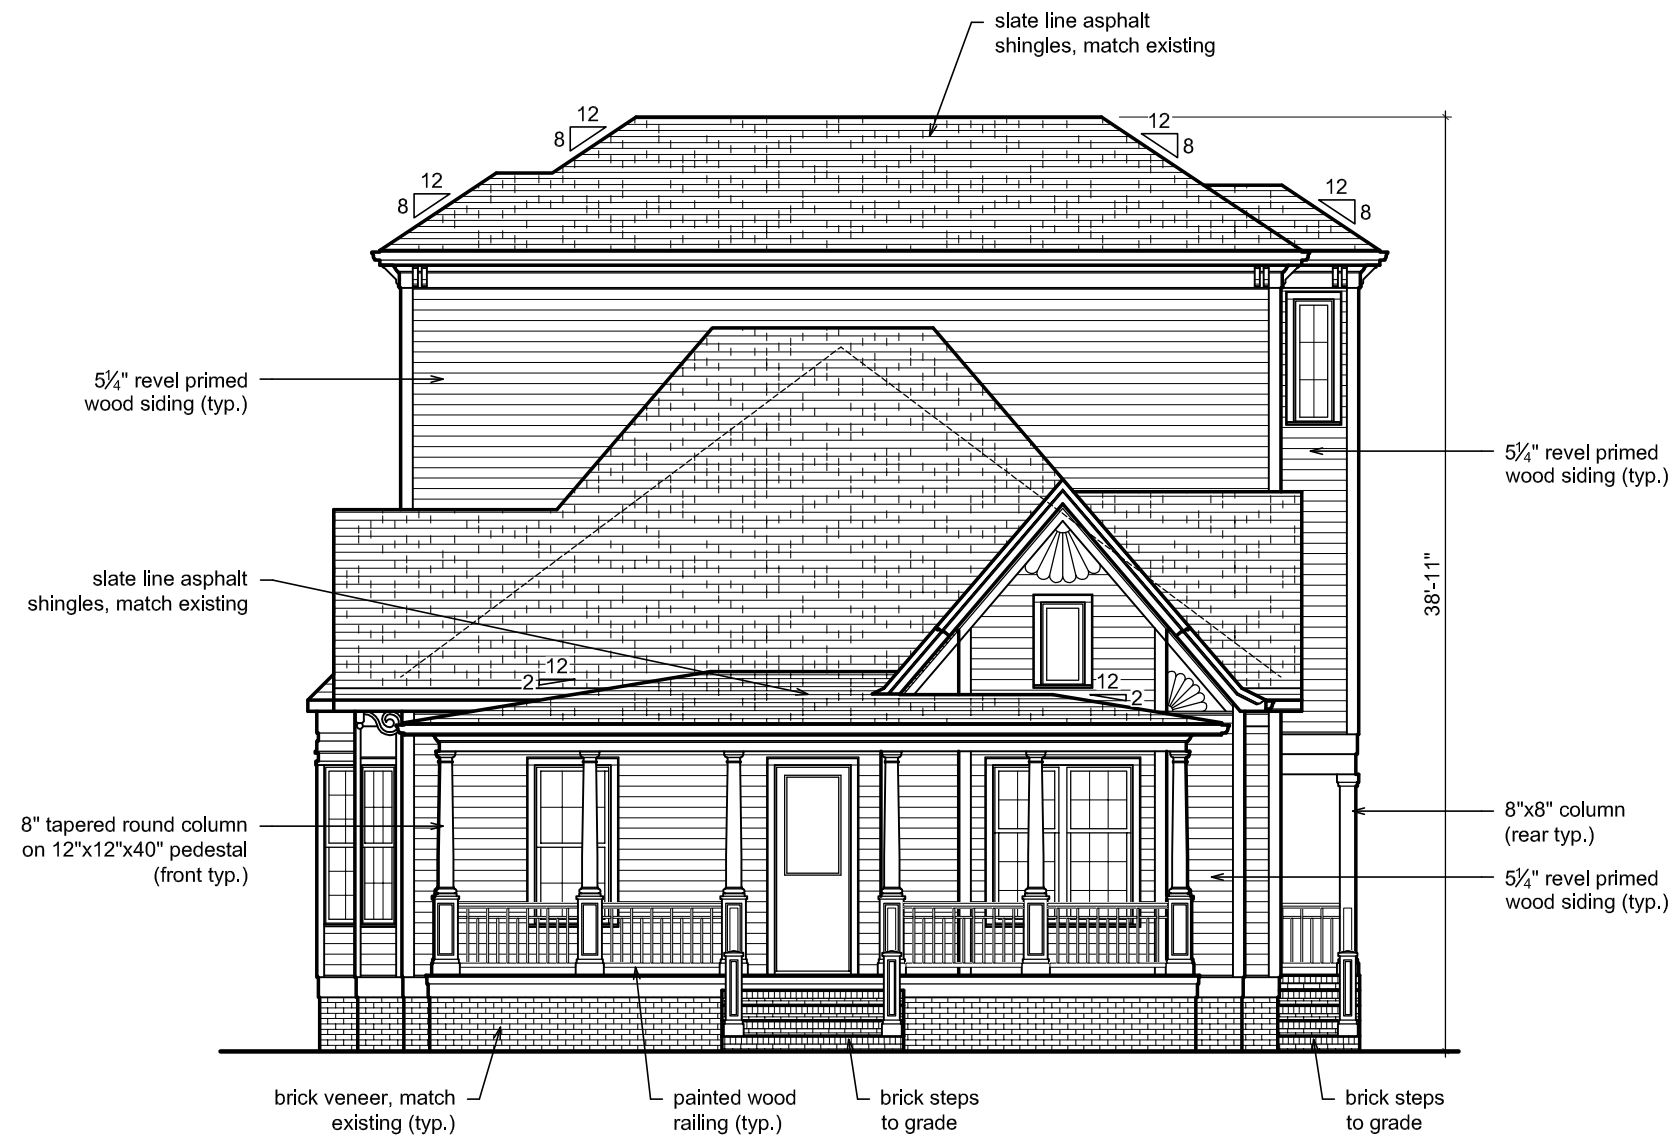 slate line asphalt
shingles, match existing
12
8
12
8
12
8
12
8
5¼" revel primed
wood siding (typ.)
5¼" revel primed
wood siding (typ.)
38'-11"
slate line asphalt
shingles, match existing
12
2
12
2
8" tapered round column
on 12"x12"x40" pedestal
(front typ.)
8"x8" column
(rear typ.)
5¼" revel primed
wood siding (typ.)
brick veneer, match
existing (typ.)
painted wood
railing (typ.)
brick steps
to grade
brick steps
to grade